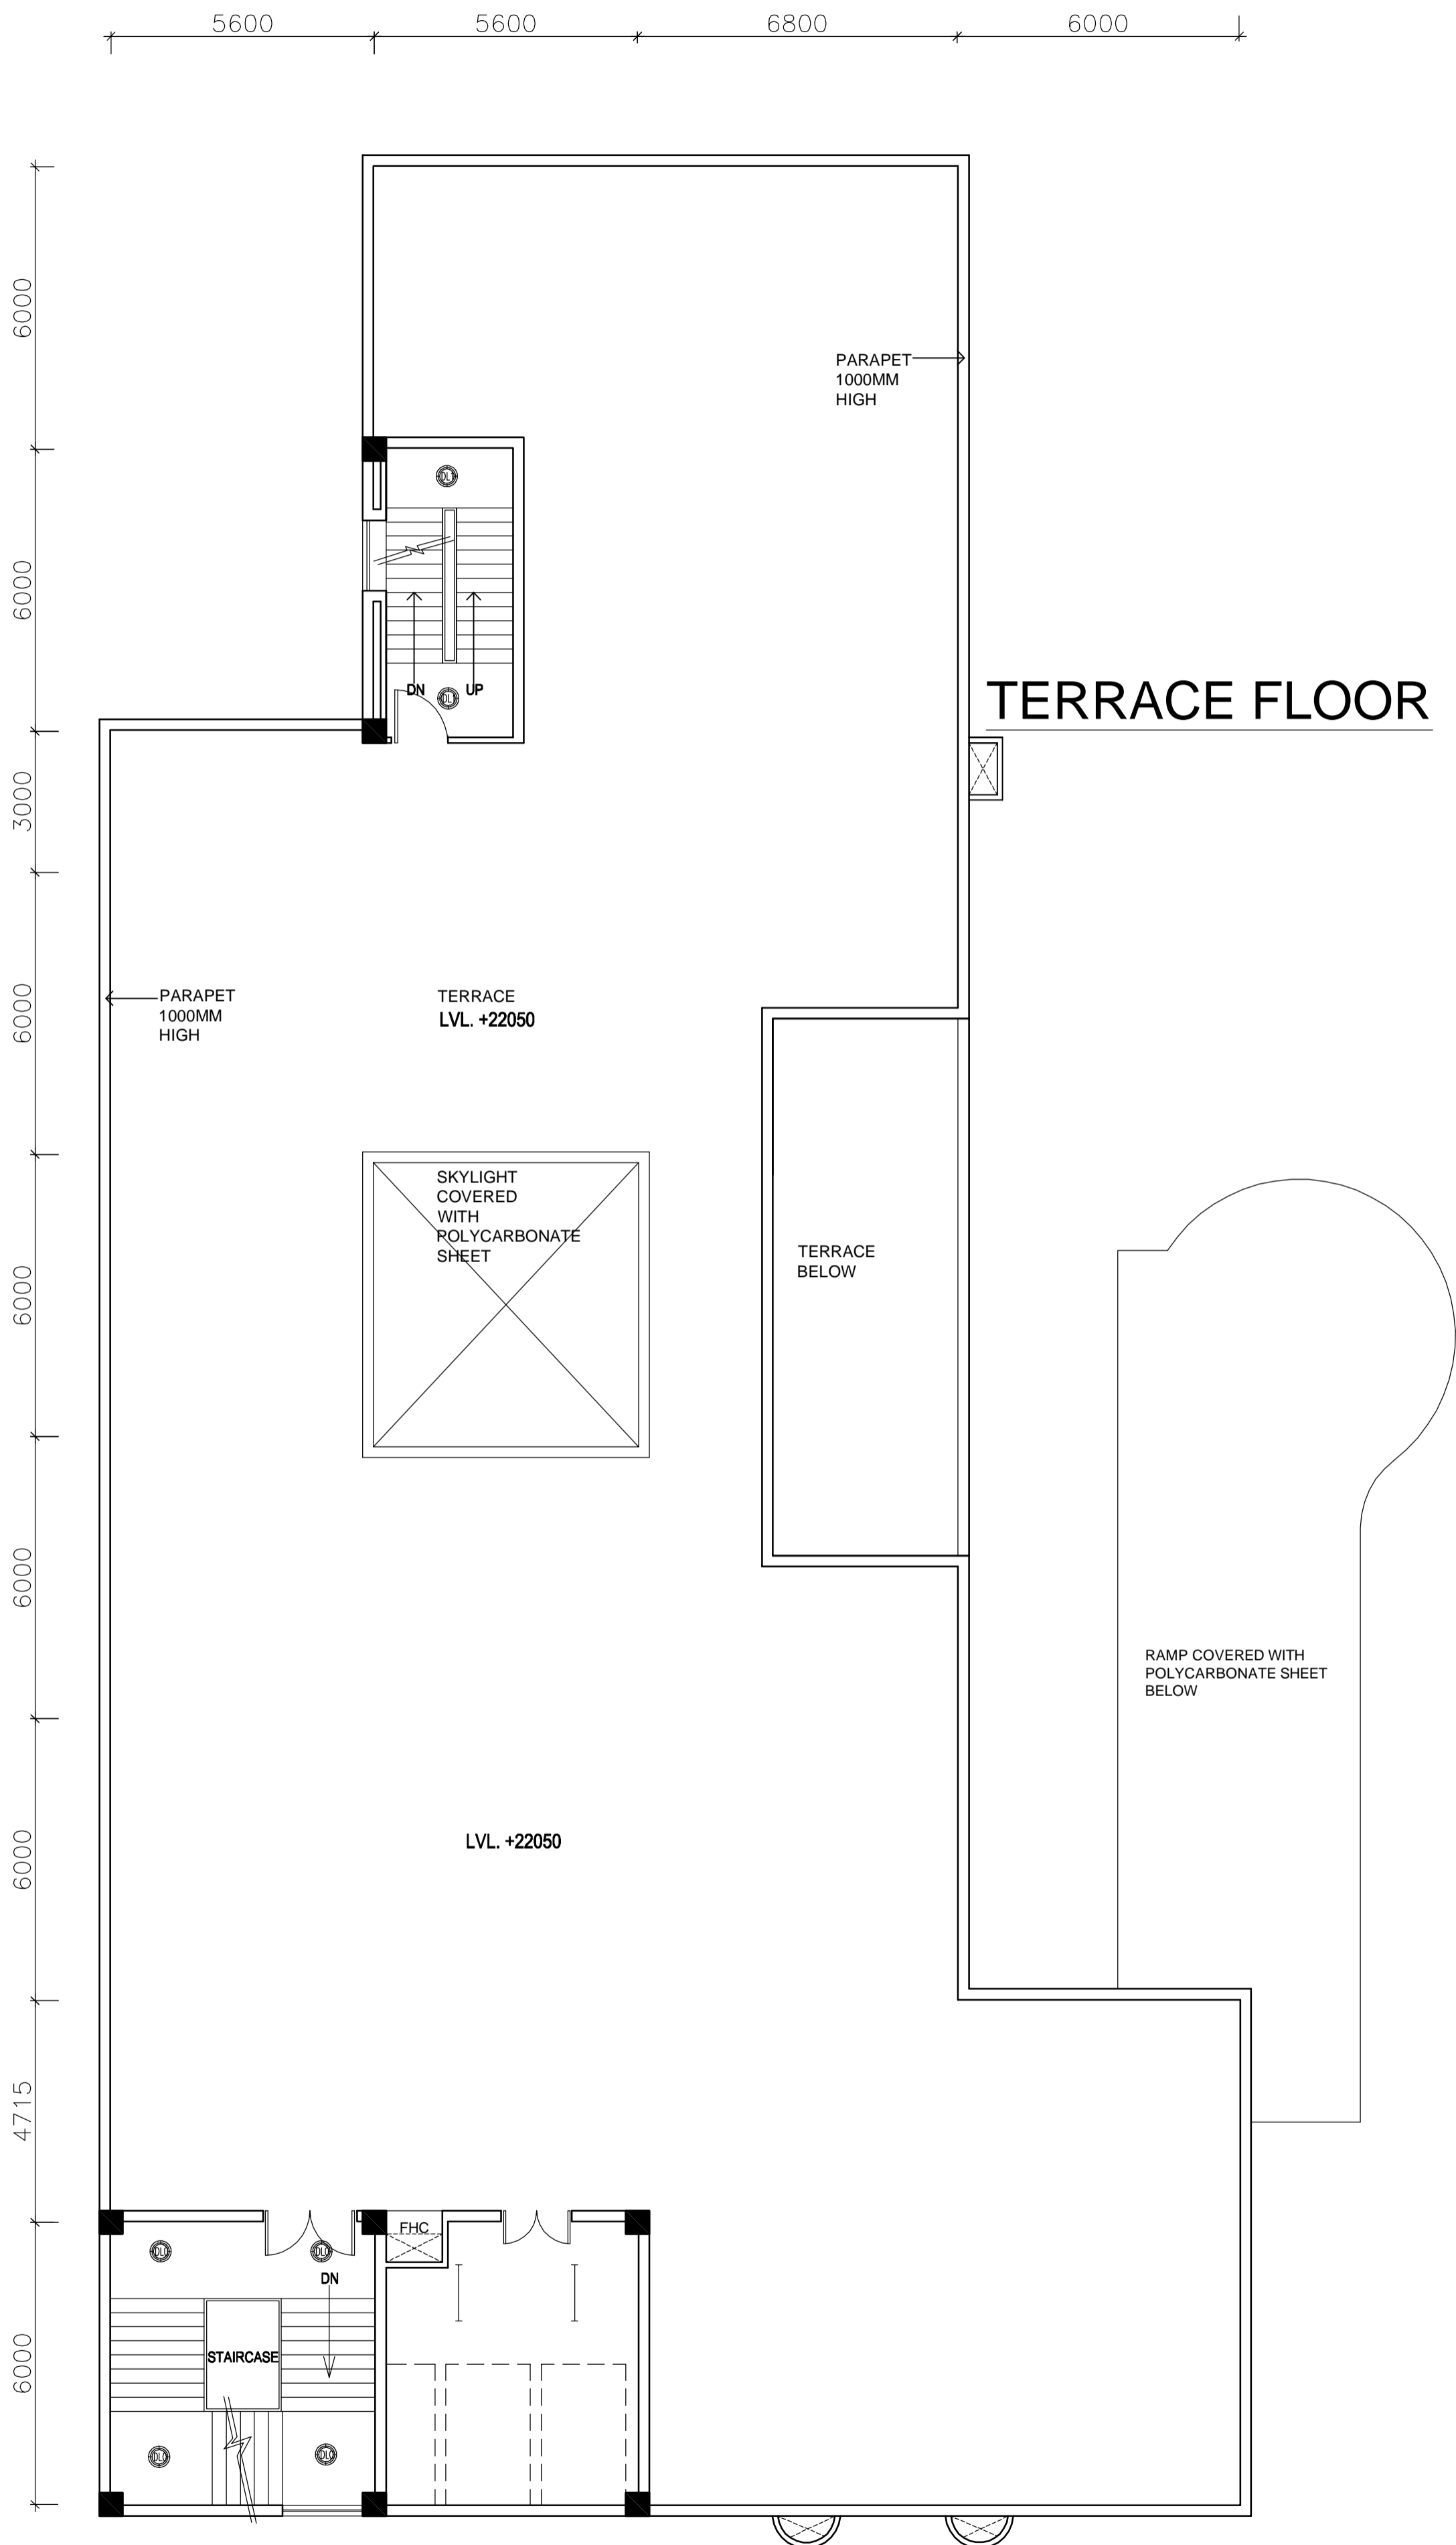 5600
5600
6800
6000
6000
PARAPET
1000MM
HIGH
DL
6000
DN
DL
UP
TERRACE FLOOR
3000
6000
PARAPET
1000MM
HIGH
TERRACE
LVL. +22050
SKYLIGHT
COVERED
WITH
POLYCARBONATE
SHEET
TERRACE
BELOW
6000
6000
RAMP COVERED WITH
POLYCARBONATE SHEET
BELOW
6000
LVL. +22050
4715
FHC
DN
STAIRCASE
6000